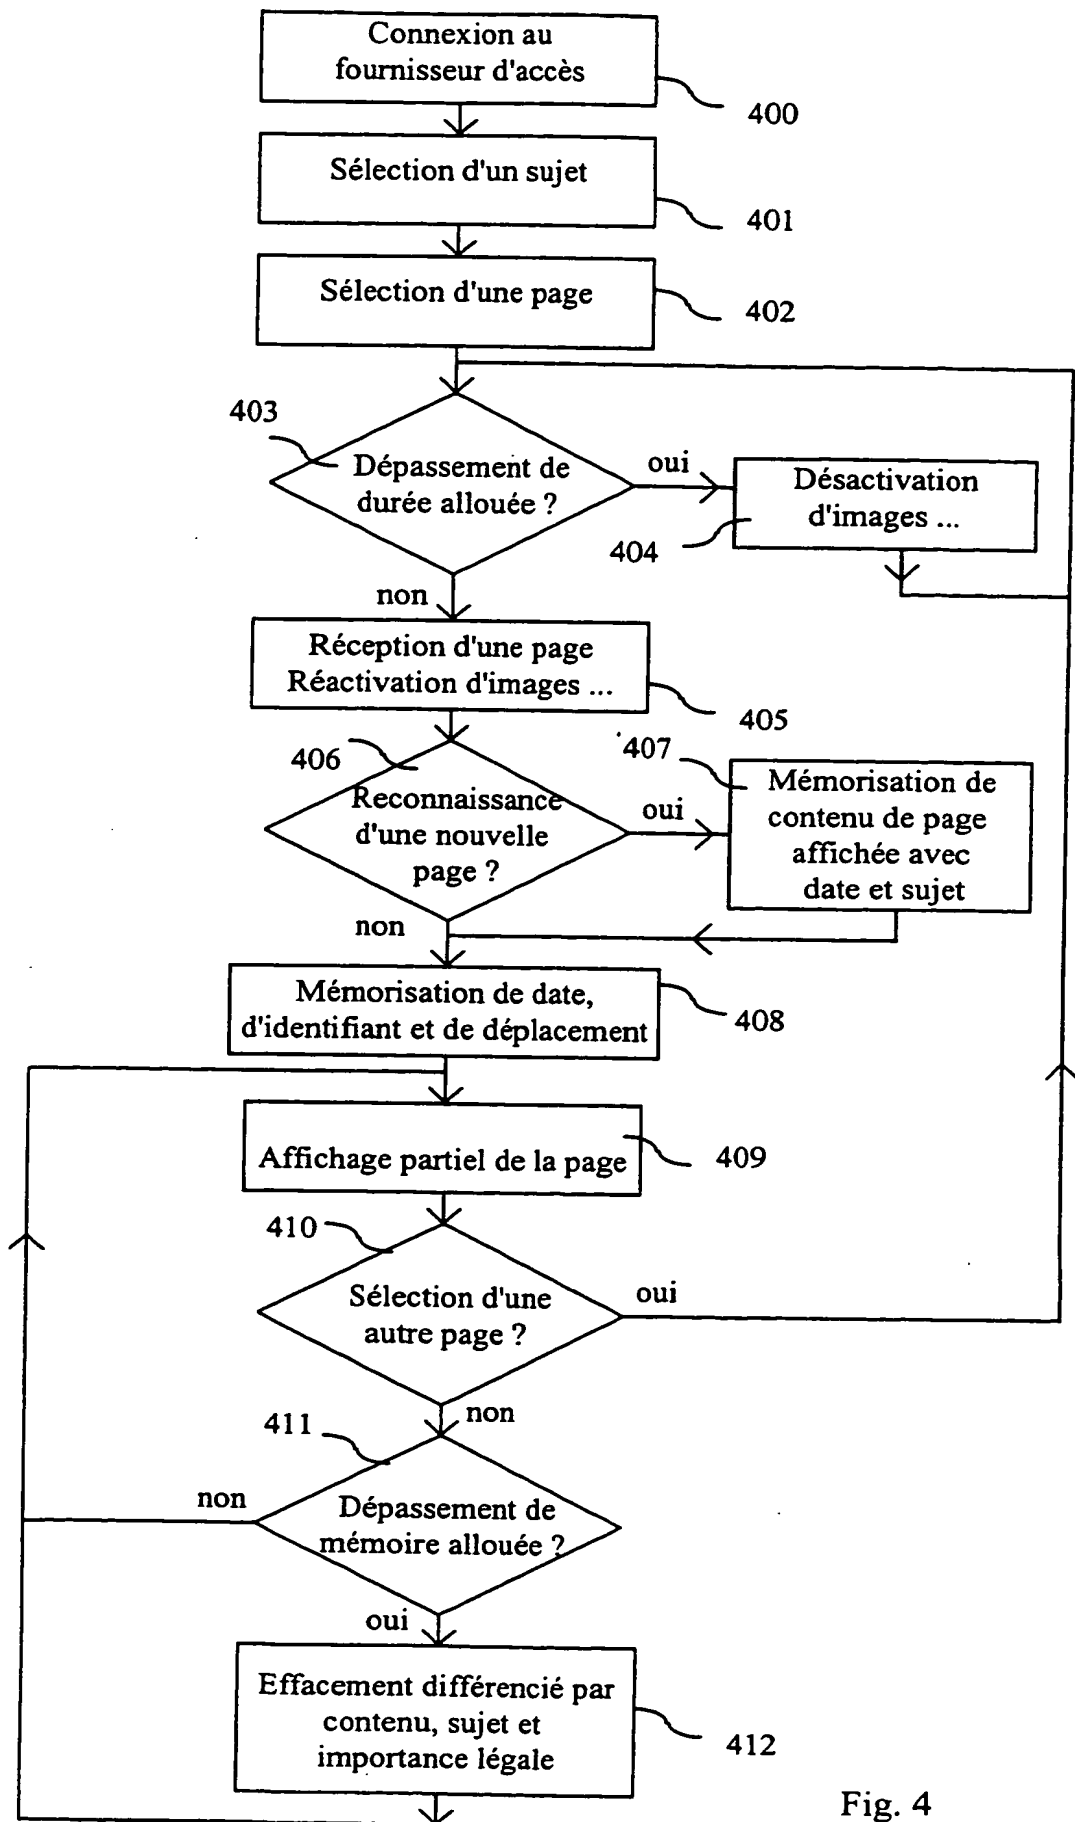 Connexion au
fournisseur d'accès
400
Sélection d'un sujet
401
Sélection d'une page
402
403
Dépassement de
durée allouée ?
oui
Désactivation
d'images ...
404
non
Réception d'une page
Réactivation d'images ...
405
406
Reconnaissance
d'une nouvelle
page ?
oui
407
Mémorisation de
contenu de page
affichée avec
date et sujet
non
Mémorisation de date,
d'identifiant et de déplacement
408
Affichage partiel de la page
409
410
Sélection d'une
autre page ?
oui
non
411
Dépassement de
mémoire allouée ?
non
oui
Effacement différencié par
contenu, sujet et
importance légale
412
Fig. 4